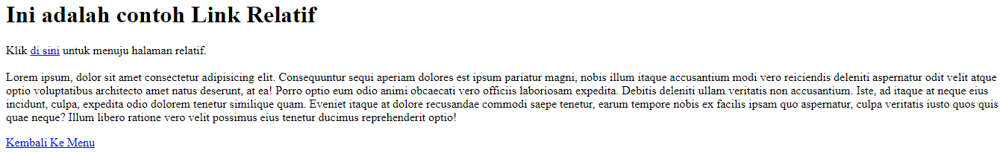 Ini adalah contoh Link Relatif
Klik di sini untuk menuju halaman relatif.
Lorem ipsum, dolor sit amet consectetur adipisicing elit. Consequuntur sequi aperiam dolores est ipsum pariatur magni, nobis illum itaque accusantium modi vero reiciendis deleniti aspernatur odit velit atque
optio voluptatibus architecto amet natus deserunt, at ea! Porro optio eum odio animi obcaecati vero officiis laboriosam expedita. Debitis deleniti ullam veritatis non accusantium. Iste, ad itaque at neque eius
incidunt, culpa, expedita odio dolorem tenetur similique quam. Eveniet itaque at dolore recusandae commodi saepe tenetur, earum tempore nobis ex facilis ipsam quo aspernatur, culpa veritatis iusto quos quis
quae neque? Illum libero ratione vero velit possimus eius tenetur ducimus reprehenderit optio!
Kembali Ke Menu